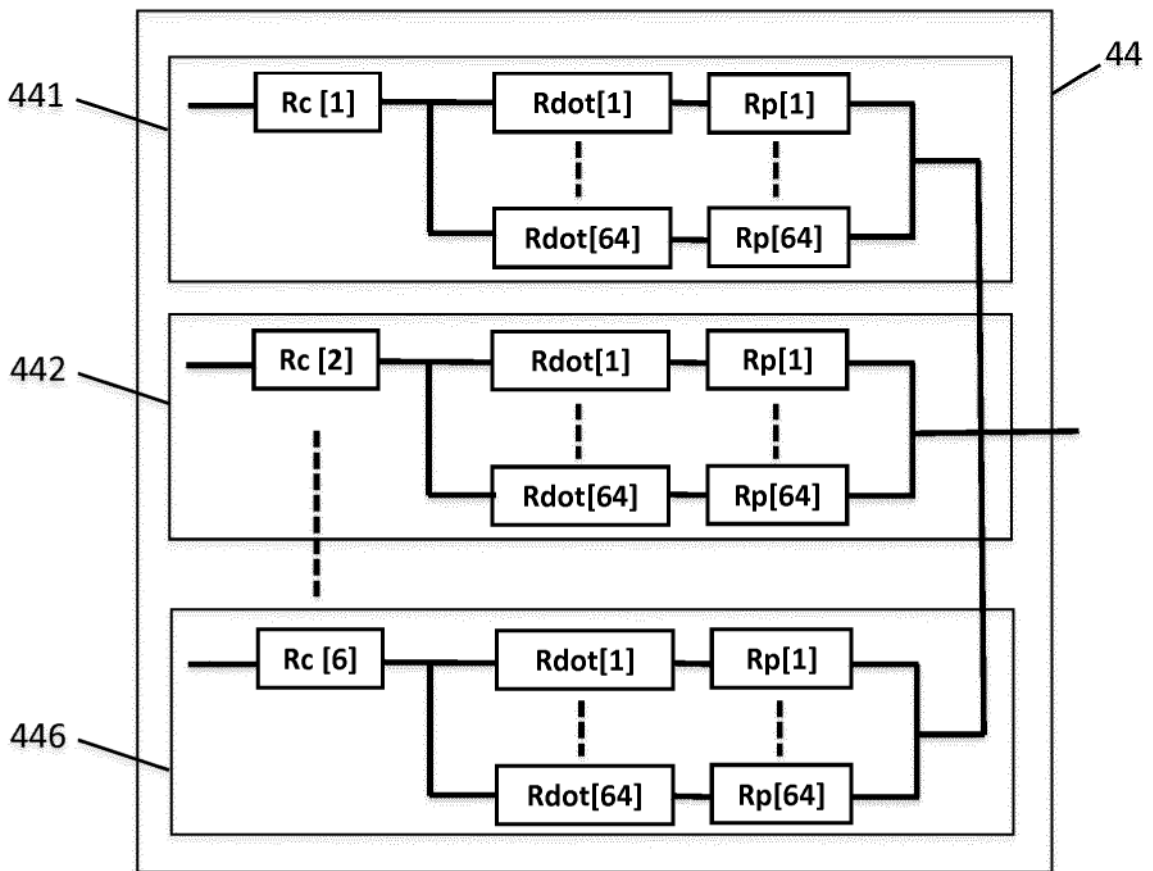 44
441
Rc [1]
Rdot[1]
Rp[1]
Rdot[64]
Rp[64]
442
Rc [2]
Rdot[1]
Rp[1]
Rdot[64]
Rp[64]
446
Rc [6]
Rdot[1]
Rp[1]
Rdot[64]
Rp[64]